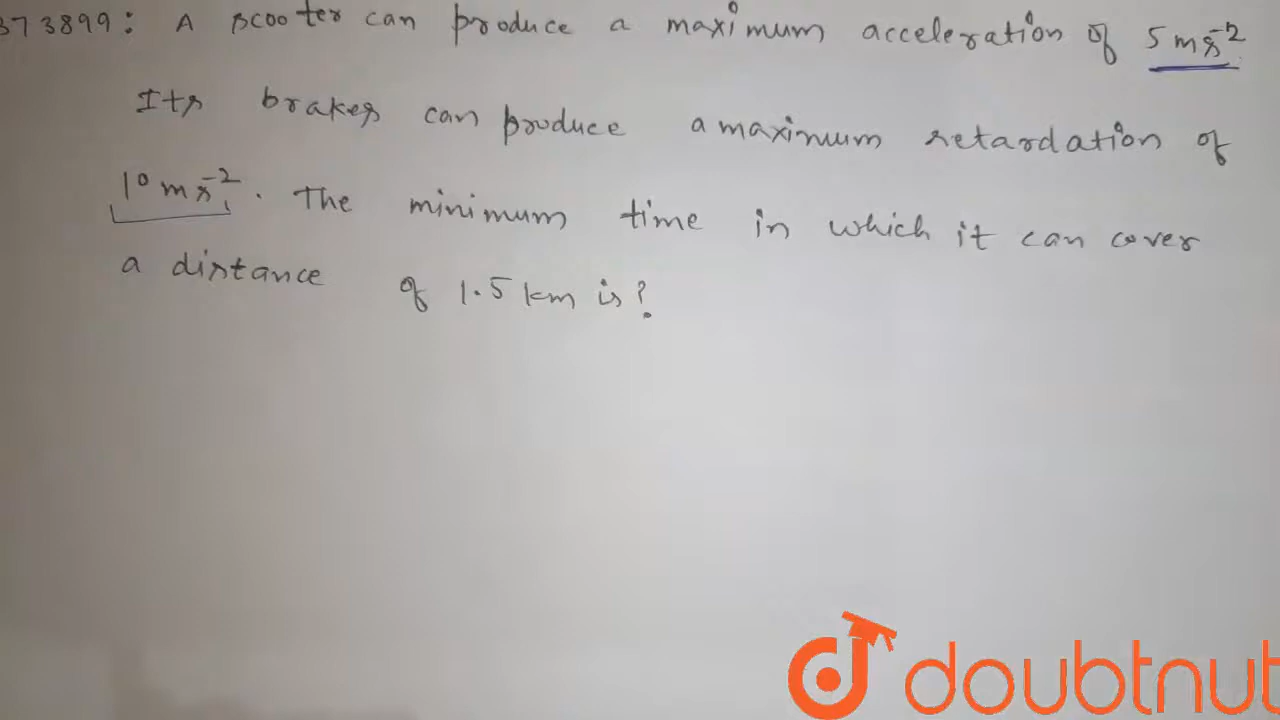 373899: A scooter can produce a maximum acceleration of 5 ms⁻²
Its brakes can produce a maximum retardation of
10 ms⁻². The minimum time in which it can cover
a distance of 1.5 km is?
doubtnut